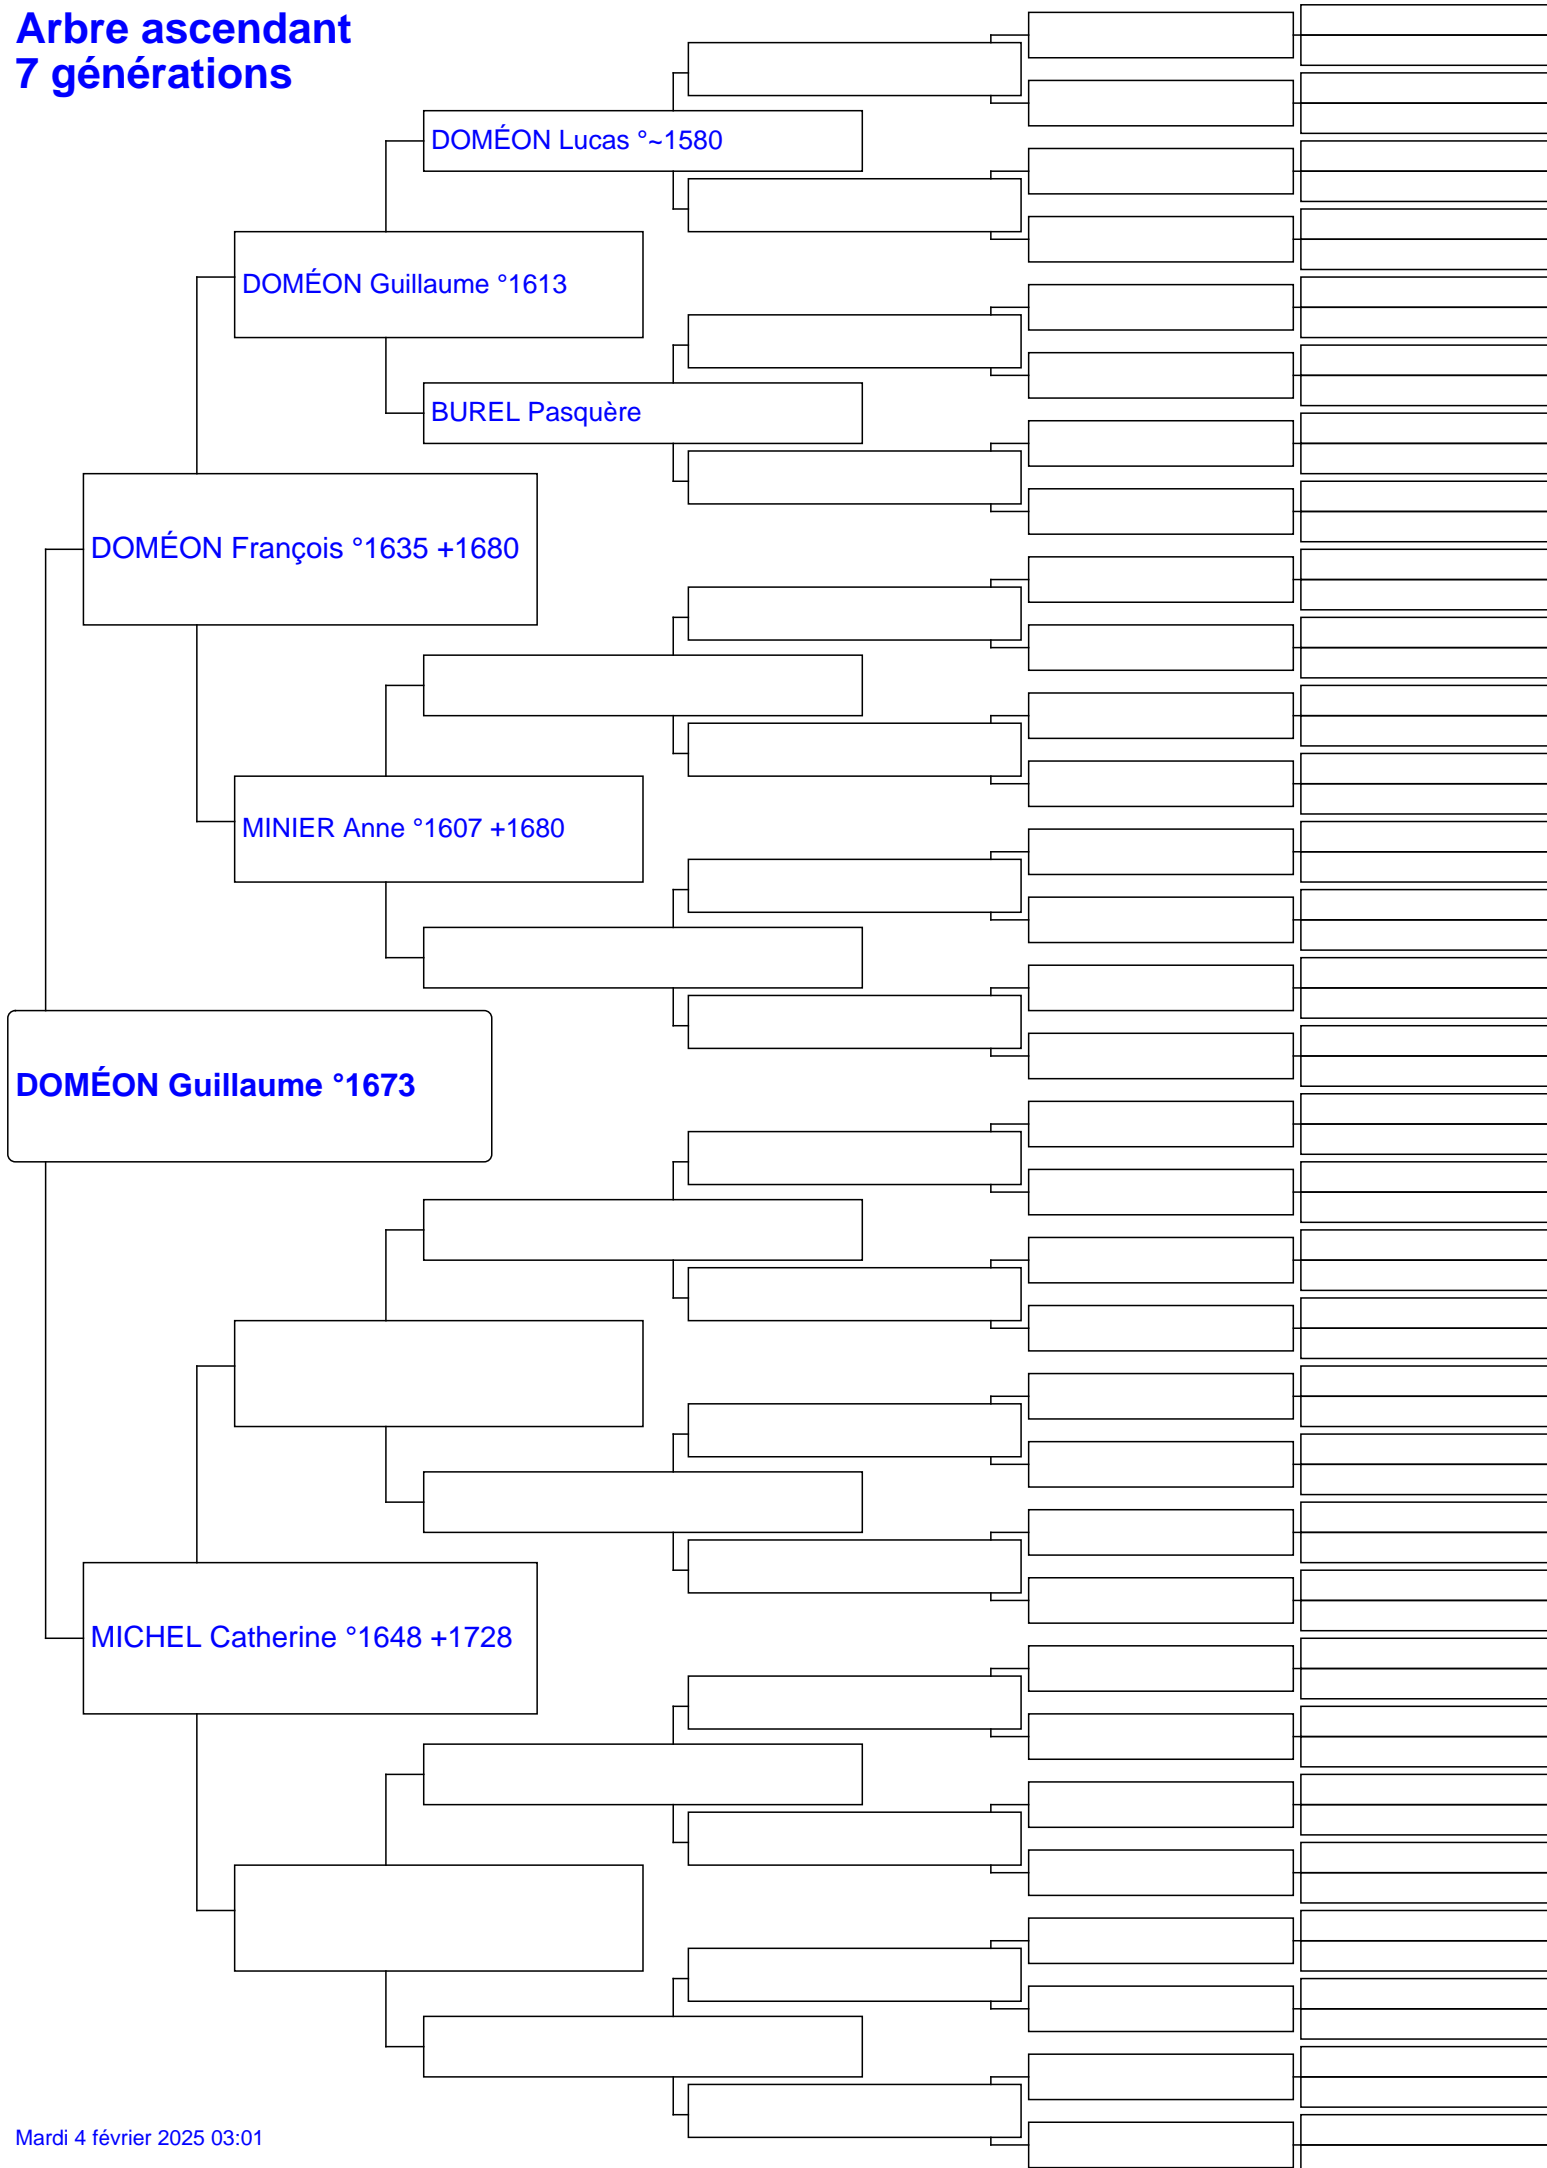 Arbre ascendant
7 générations
DOMÉON Lucas °~1580
DOMÉON Guillaume °1613
BUREL Pasquère
DOMÉON François °1635 +1680
MINIER Anne °1607 +1680
DOMÉON Guillaume °1673
MICHEL Catherine °1648 +1728
Mardi 4 février 2025 03:01